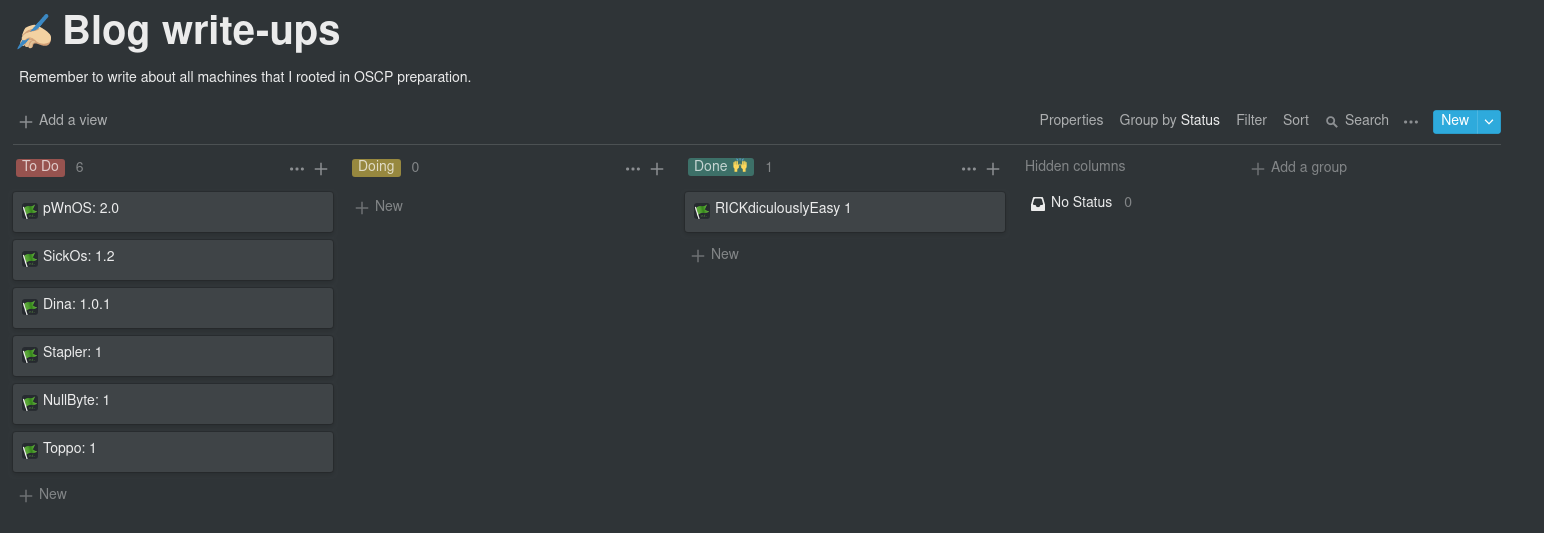 Blog write-ups
Remember to write about all machines that I rooted in OSCP preparation.
Add a view
Properties Group by Status Filter Sort Search New
To Do 6
pWnOS: 2.0
SickOs: 1.2
Dina: 1.0.1
Stapler: 1
NullByte: 1
Toppo: 1
New
Doing 0
New
Done 🙌 1
RICKdiculouslyEasy 1
New
Hidden columns
No Status 0
Add a group